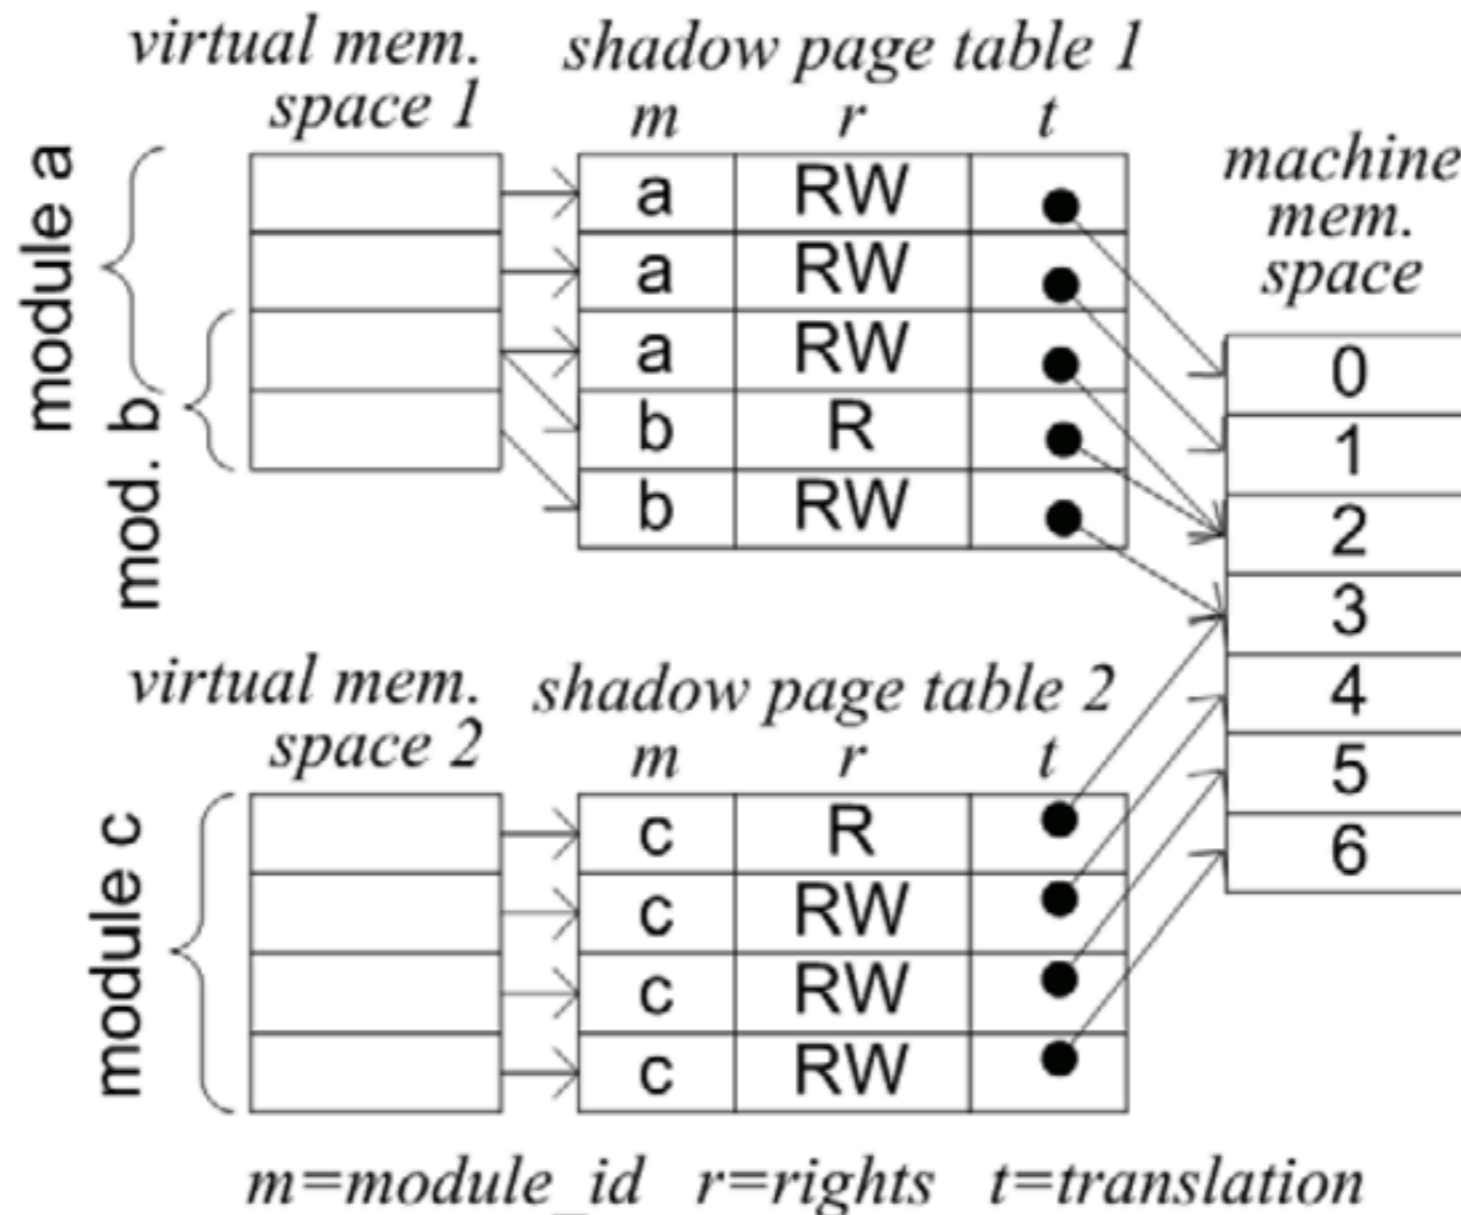 virtual mem. space 1
shadow page table 1
m r t
module a
mod. b
a RW
a RW
a RW
b R
b RW
machine mem. space
0
1
2
3
4
5
6
virtual mem. space 2
shadow page table 2
m r t
module c
c R
c RW
c RW
c RW
m=module_id r=rights t=translation